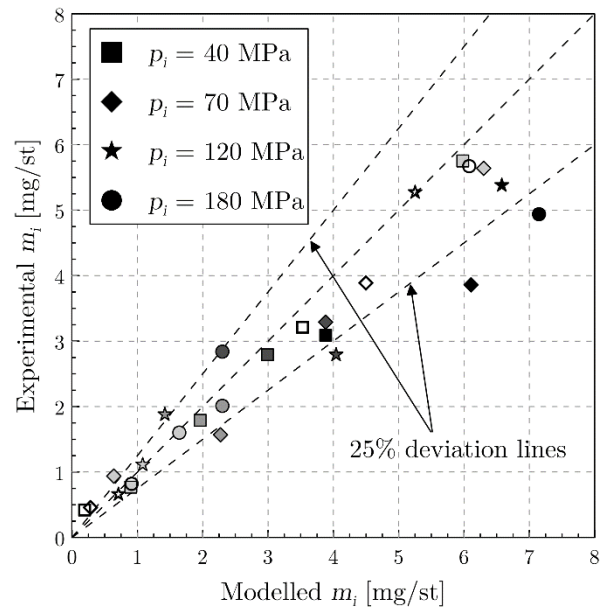 8
7
6
5
4
3
2
1
0
Experimental m_i [mg/st]
p_i = 40 MPa
p_i = 70 MPa
p_i = 120 MPa
p_i = 180 MPa
25% deviation lines
0 1 2 3 4 5 6 7 8
Modelled m_i [mg/st]